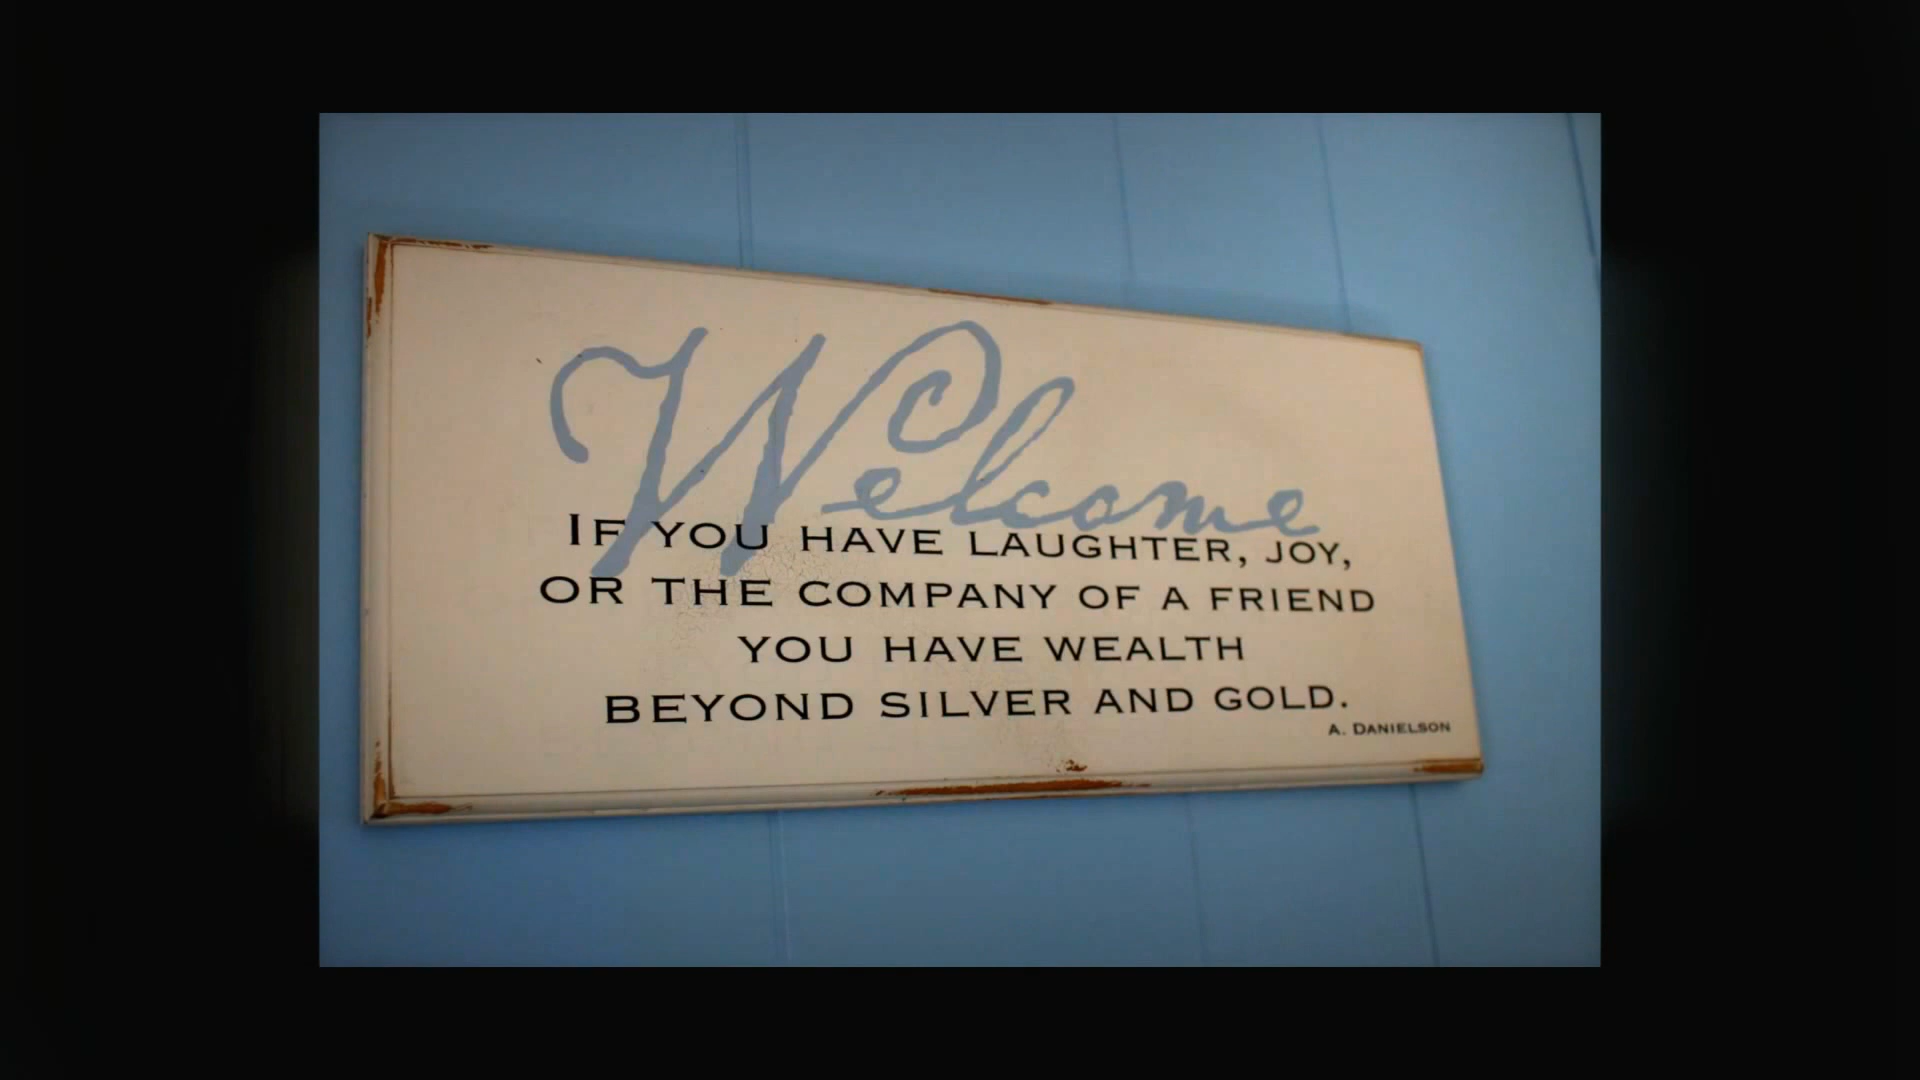 Welcome
IF YOU HAVE LAUGHTER, JOY,
OR THE COMPANY OF A FRIEND
YOU HAVE WEALTH
BEYOND SILVER AND GOLD.
A. DANIELSON